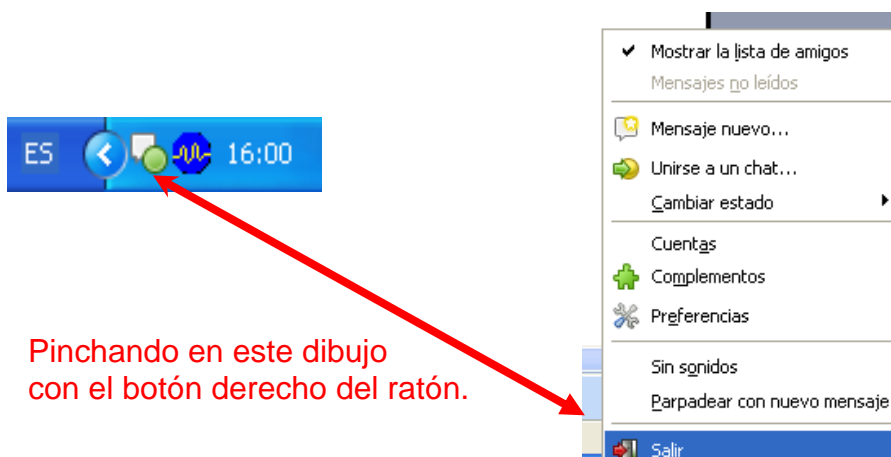 ES
16:00
Pinchando en este dibujo
con el botón derecho del ratón.
Mostrar la lista de amigos
Mensajes no leídos
Mensaje nuevo...
Unirse a un chat...
Cambiar estado
Cuentas
Complementos
Preferencias
Sin sonidos
Parpadear con nuevo mensaje
Salir